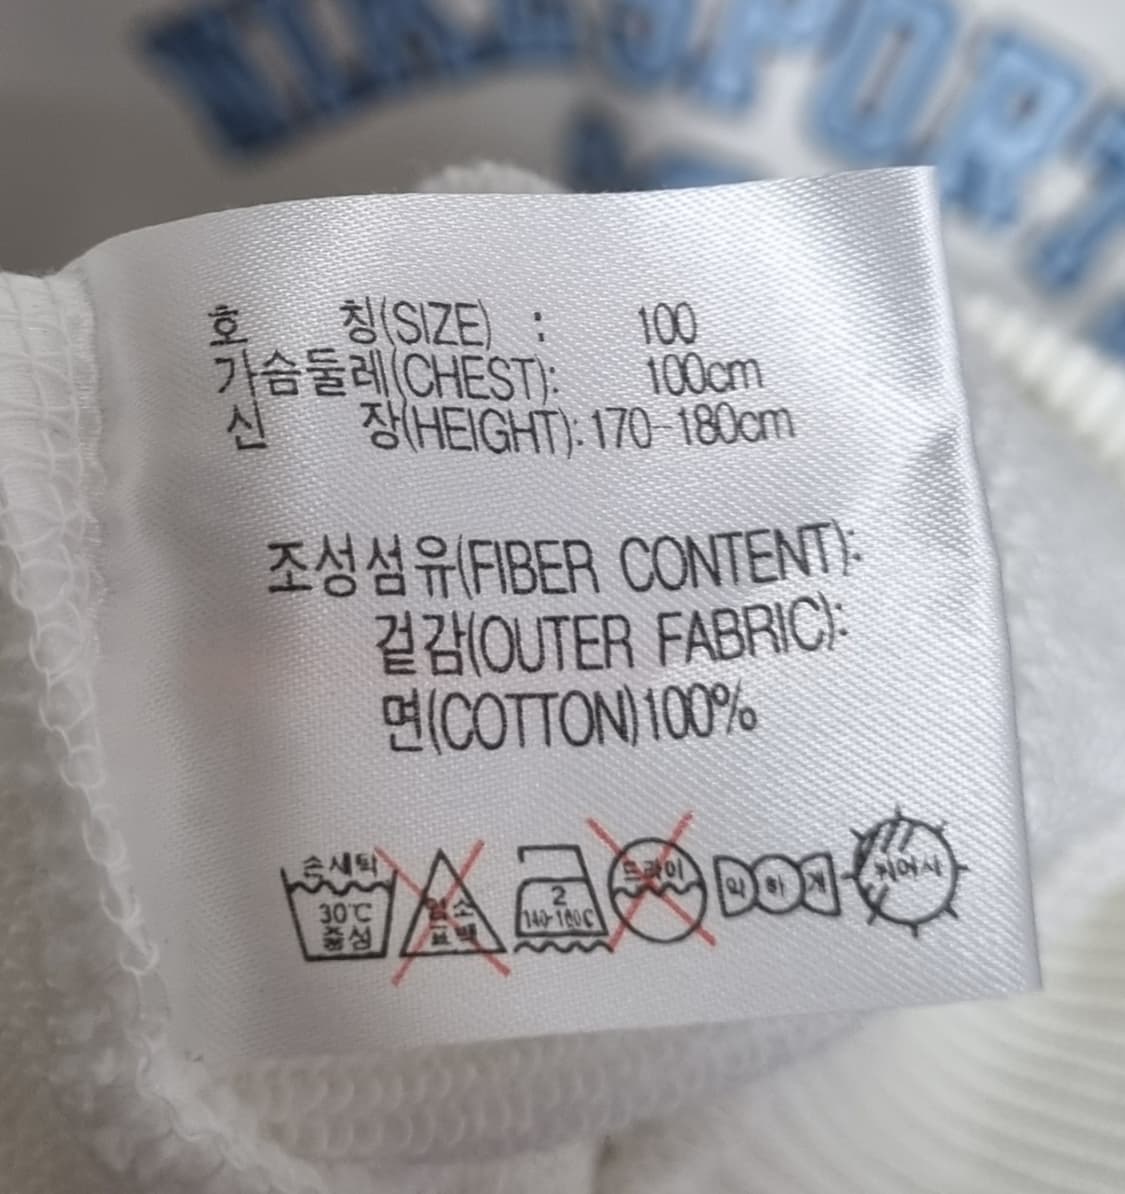 호 칭(SIZE) : 100
가슴둘레(CHEST): 100cm
신 장(HEIGHT): 170-180cm
조성섬유(FIBER CONTENT):
겉감(OUTER FABRIC):
면(COTTON)100%
손세탁
30℃
중성
염소
표백
2
140-160℃
드라이
약하게
뉘어서